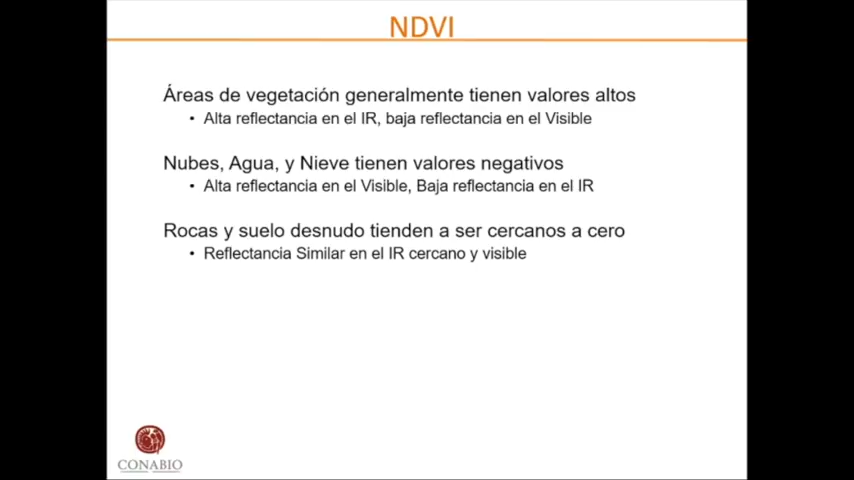 NDVI
Áreas de vegetación generalmente tienen valores altos
• Alta reflectancia en el IR, baja reflectancia en el Visible
Nubes, Agua, y Nieve tienen valores negativos
• Alta reflectancia en el Visible, Baja reflectancia en el IR
Rocas y suelo desnudo tienden a ser cercanos a cero
• Reflectancia Similar en el IR cercano y visible
CONABIO